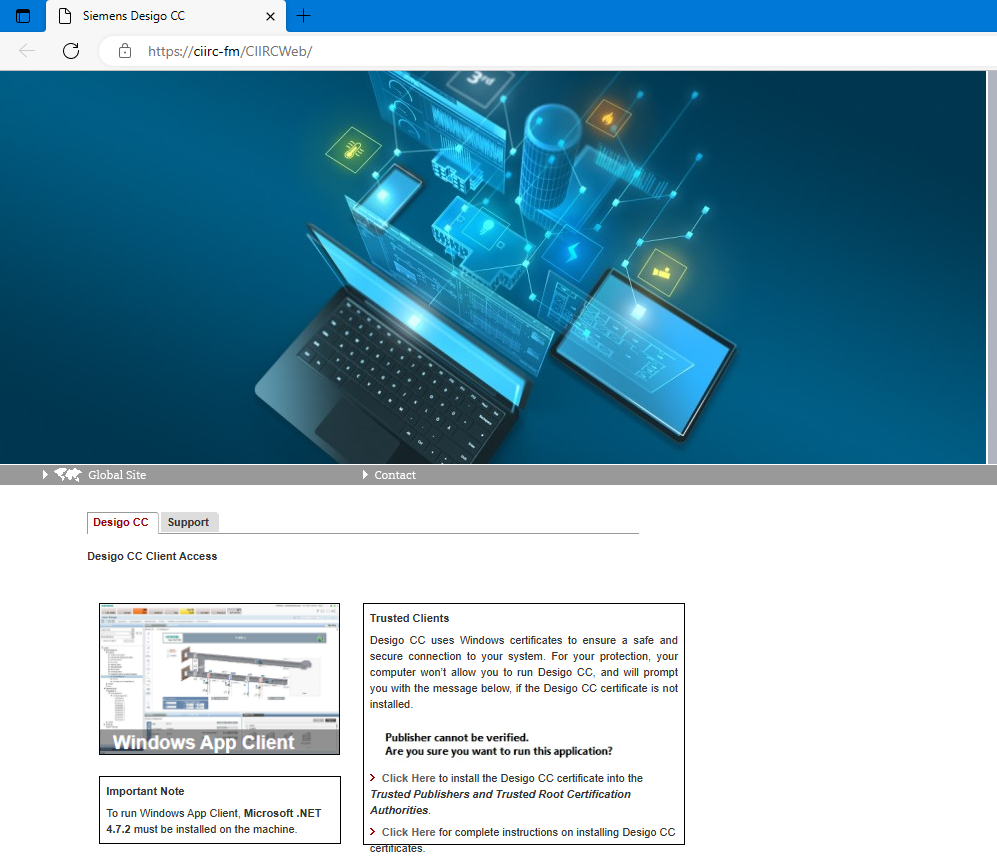 Siemens Desigo CC
https://ciirc-fm/CIIRCWeb/
3rd
Global Site
Contact
Desigo CC
Support
Desigo CC Client Access
Windows App Client
Important Note
To run Windows App Client, Microsoft .NET
4.7.2 must be installed on the machine.
Trusted Clients
Desigo CC uses Windows certificates to ensure a safe and
secure connection to your system. For your protection, your
computer won't allow you to run Desigo CC, and will prompt
you with the message below, if the Desigo CC certificate is not
installed.
Publisher cannot be verified.
Are you sure you want to run this application?
Click Here to install the Desigo CC certificate into the
Trusted Publishers and Trusted Root Certification
Authorities.
Click Here for complete instructions on installing Desigo CC
certificates.